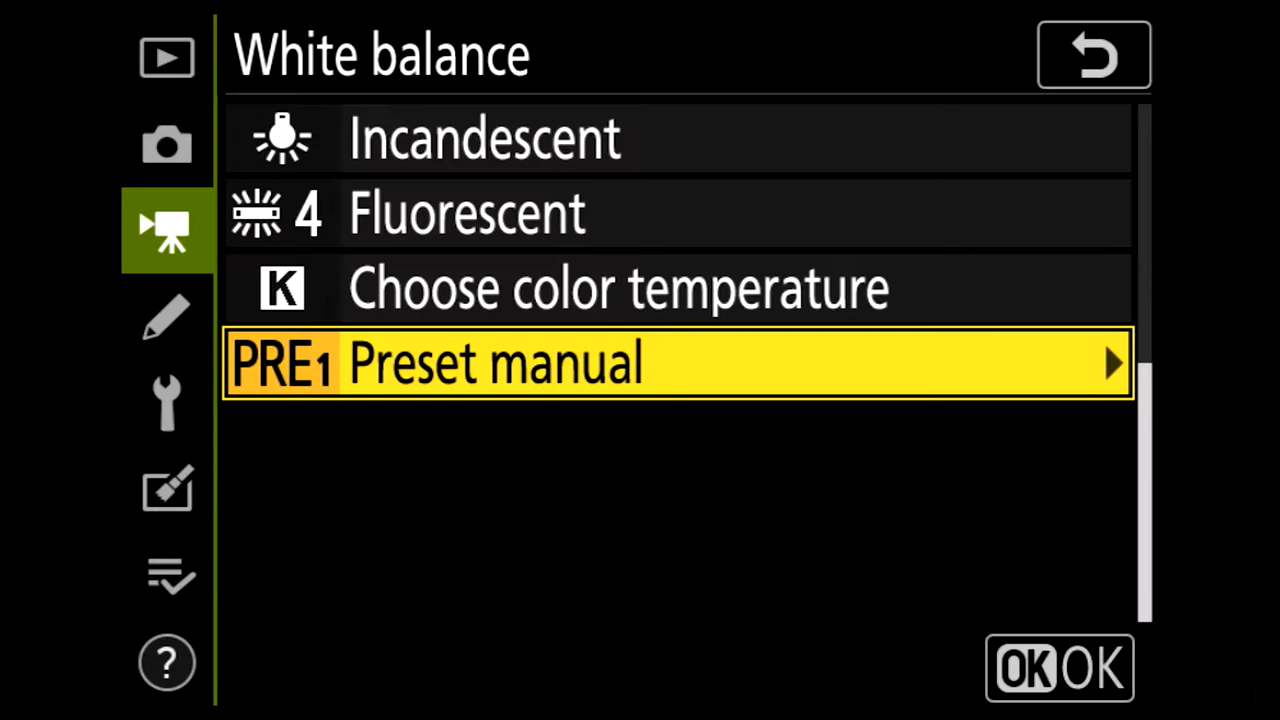 White balance
Incandescent
4 Fluorescent
K Choose color temperature
PRE1 Preset manual
?
OK OK